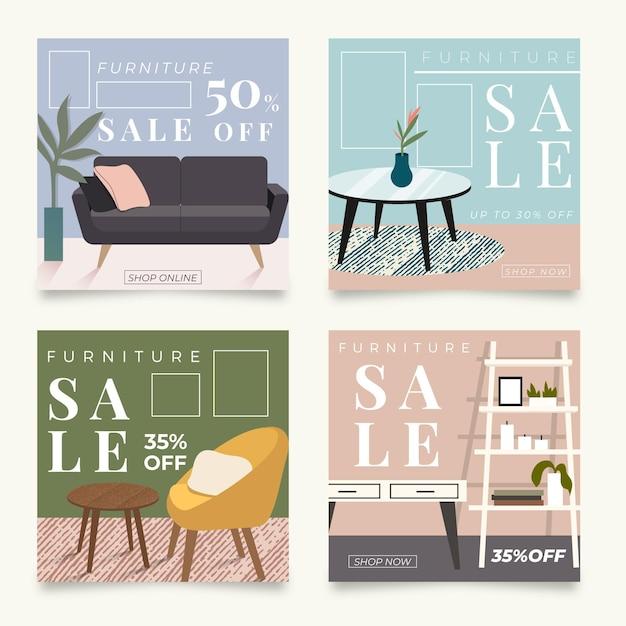 FURNITURE
50%
SALE OFF
SHOP ONLINE
FURNITURE
SA
LE
UP TO 30% OFF
SHOP NOW
FURNITURE
SA
LE
35%
OFF
FURNITURE
SA
LE
SHOP NOW
35%OFF